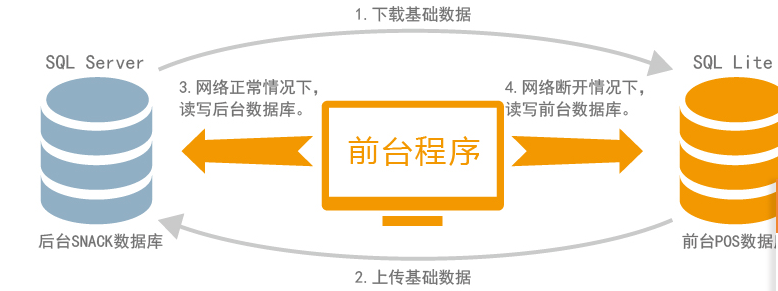 1.下载基础数据
SQL Server
SQL Lite
3.网络正常情况下，
读写后台数据库。
4.网络断开情况下，
读写前台数据库。
前台程序
后台SNACK数据库
前台POS数据
2.上传基础数据